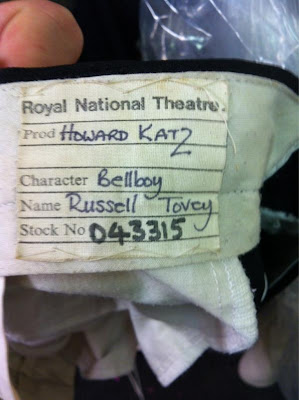 Royal National Theatre.
Prod HOWARD KATZ
Character Bellboy
Name Russell Tovey
Stock No 043315